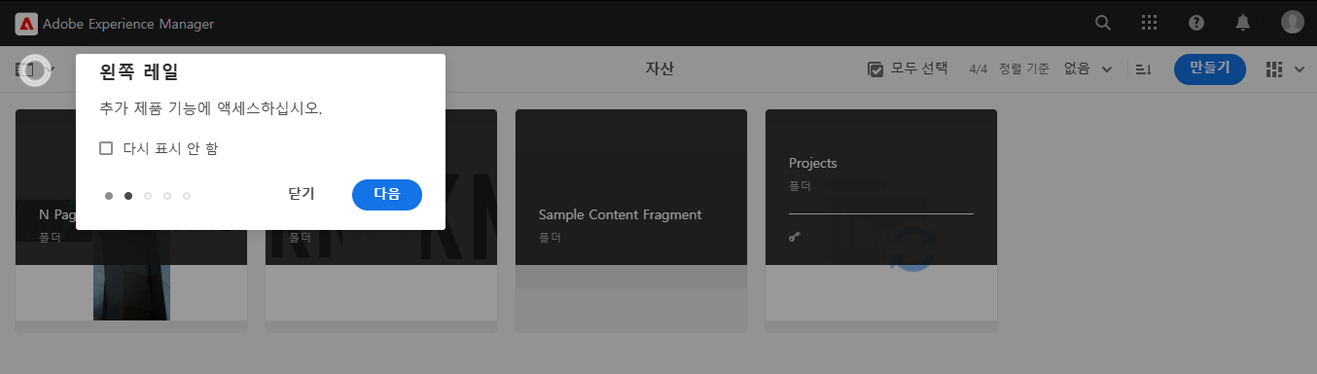 Adobe Experience Manager
왼쪽 레일
추가 제품 기능에 액세스하십시오.
다시 표시 안 함
닫기
다음
자산
모두 선택
4/4
정렬 기준
없음
만들기
N Pag
폴더
폴더
Sample Content Fragment
폴더
Projects
폴더